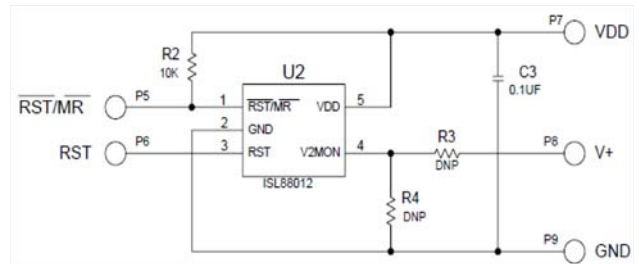 P7 VDD
R2
10K
U2
C3
0.1UF
RST/MR P5 1 RST/MR VDD 5
2 GND
R3
P8 V+
RST P6 3 RST V2MON 4
DNP
ISL88012
R4
DNP
P9 GND